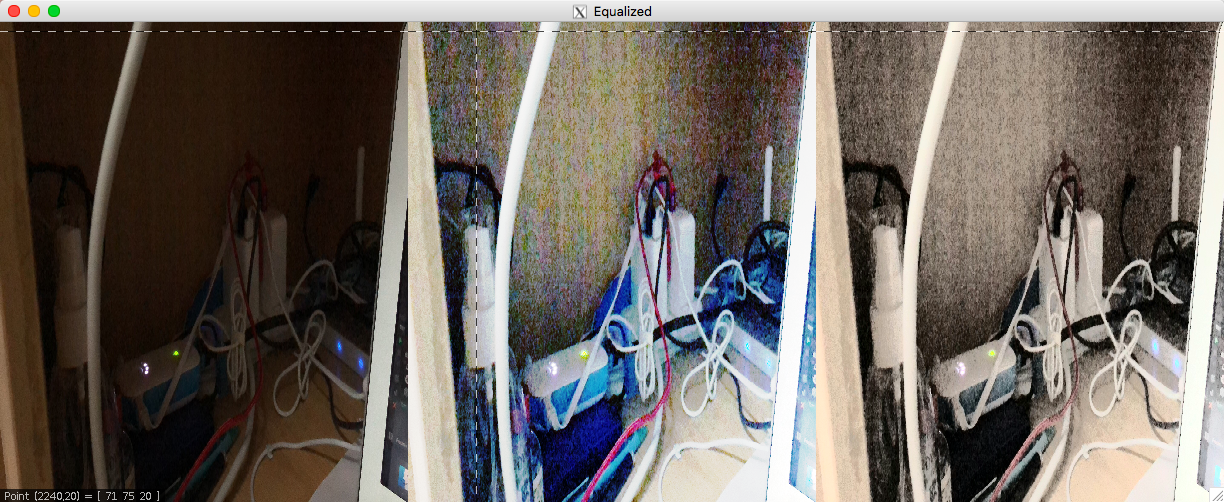 Equalized
Point (2240,20) = [ 71 75 20 ]